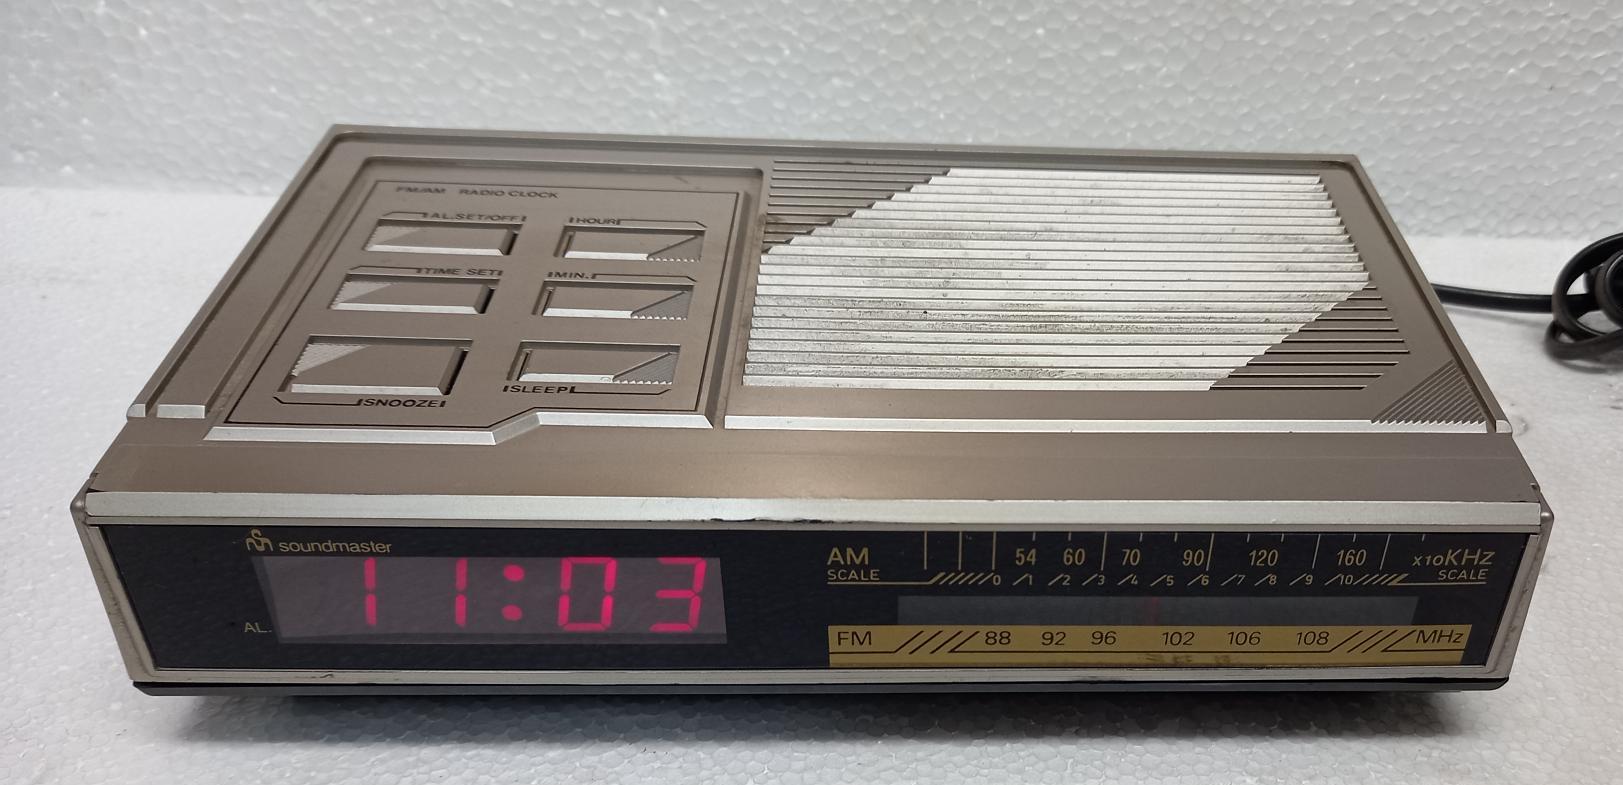 FM/AM RADIO CLOCK
AL.SET/OFF HOUR
TIME SET MIN.
SNOOZE SLEEP
soundmaster
11:03
AL.
AM 54 60 70 90 120 160 x10KHz
SCALE 0 1 2 3 4 5 6 7 8 9 10 SCALE
FM 88 92 96 102 106 108 MHz